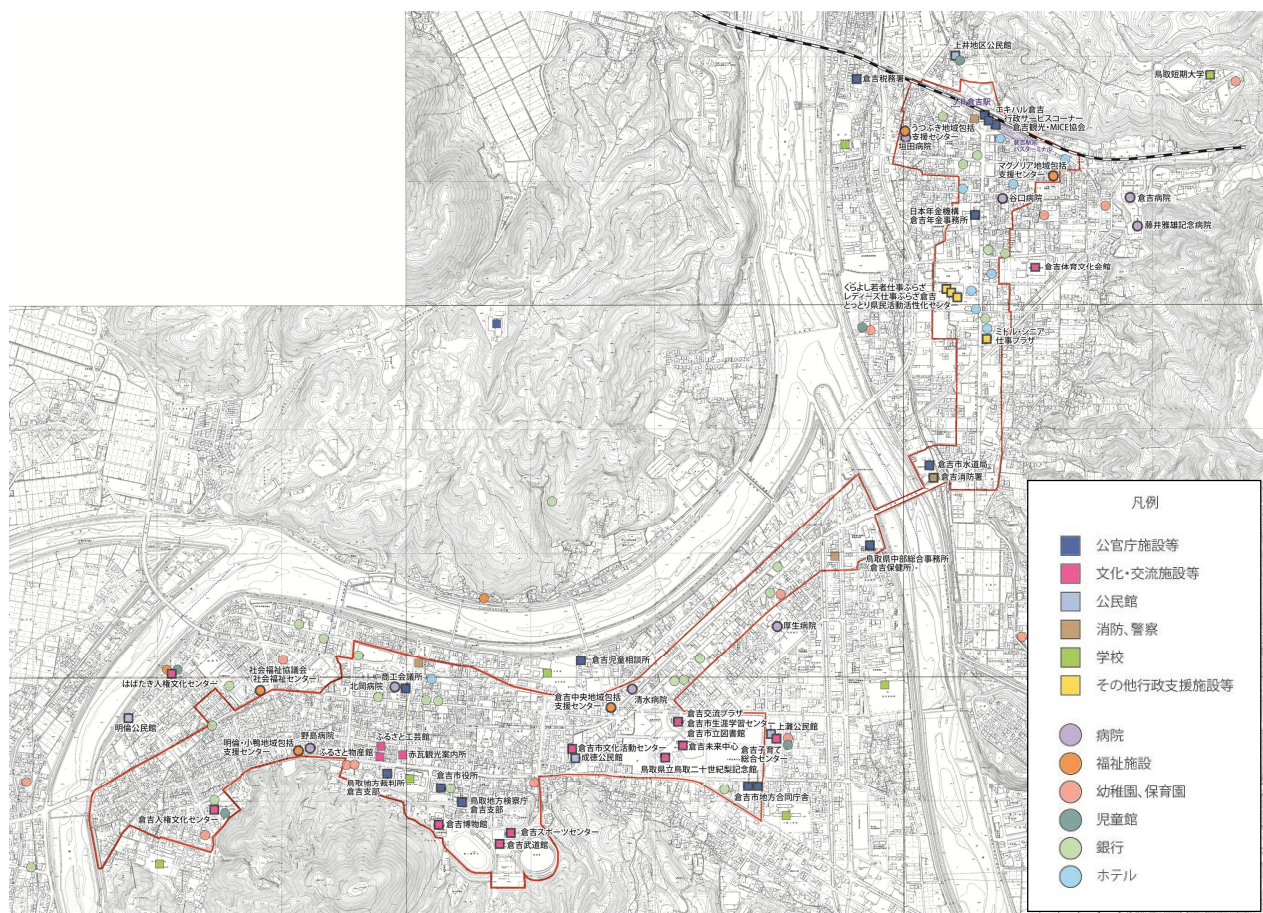 上井地区公民館
倉吉税務署
鳥取短期大学
JR倉吉駅
エキパル倉吉
行政サービスコーナー
倉吉観光・MICE協会
うつぶき地域包括
支援センター
垣田病院
倉吉駅前
バスターミナル
マグノリア地域包括
支援センター
谷口病院
倉吉病院
日本年金機構
倉吉年金事務所
藤井雅雄記念病院
倉吉体育文化会館
くらよし若者仕事ぷらざ
レディーズ仕事ぷらざ倉吉
とっとり県民活動活性化センター
ミドル・シニア
仕事プラザ
倉吉市水道局
倉吉消防署
鳥取県中部総合事務所
(倉吉保健所)
厚生病院
倉吉児童相談所
社会福祉協議会
(社会福祉センター)
はばたき人権文化センター
商工会議所
北岡病院
倉吉中央地域包括
支援センター
清水病院
明倫公民館
倉吉交流プラザ
倉吉市生涯学習センター
倉吉市立図書館
上灘公民館
野島病院
明倫・小鴨地域包括
支援センター
ふるさと工芸館
ふるさと物産館
赤瓦観光案内所
倉吉市文化活動センター
成徳公民館
倉吉未来中心
倉吉子育て
総合センター
鳥取県立鳥取二十世紀梨記念館
鳥取地方裁判所
倉吉支部
倉吉市役所
鳥取地方検察庁
倉吉支部
倉吉市地方合同庁舎
倉吉人権文化センター
倉吉博物館
倉吉スポーツセンター
倉吉武道館
凡例
公官庁施設等
文化・交流施設等
公民館
消防、警察
学校
その他行政支援施設等
病院
福祉施設
幼稚園、保育園
児童館
銀行
ホテル